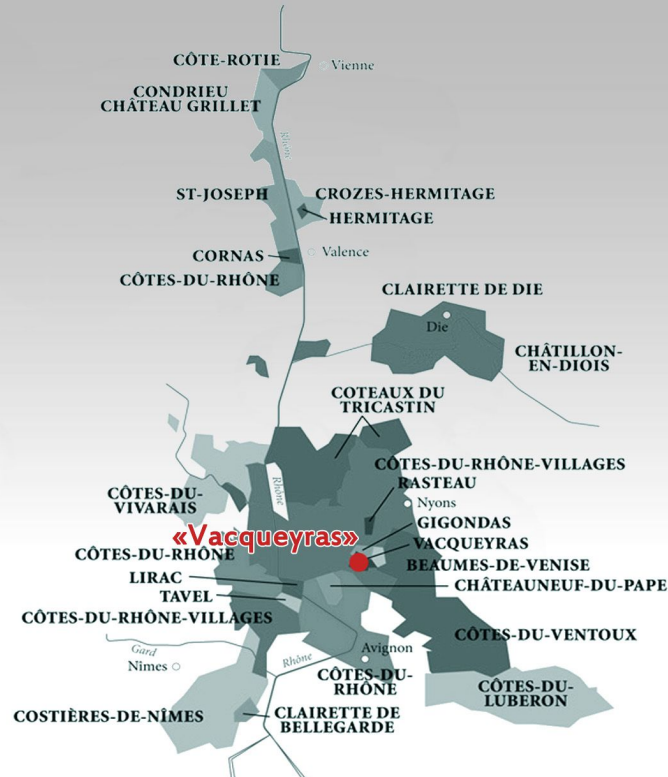 CÔTE-ROTIE
Vienne
CONDRIEU
CHÂTEAU GRILLET
Rhône
ST-JOSEPH
CROZES-HERMITAGE
HERMITAGE
CORNAS
Valence
CÔTES-DU-RHÔNE
CLAIRETTE DE DIE
Die
CHÂTILLON-
EN-DIOIS
COTEAUX DU
TRICASTIN
CÔTES-DU-RHÔNE-VILLAGES
RASTEAU
Rhône
CÔTES-DU-
VIVARAIS
Nyons
GIGONDAS
«Vacqueyras»
VACQUEYRAS
CÔTES-DU-RHÔNE
BEAUMES-DE-VENISE
LIRAC
CHÂTEAUNEUF-DU-PAPE
TAVEL
CÔTES-DU-RHÔNE-VILLAGES
CÔTES-DU-VENTOUX
Gard
Avignon
Nîmes
Rhône
CÔTES-DU-
RHÔNE
CÔTES-DU-
LUBERON
COSTIÈRES-DE-NÎMES
CLAIRETTE DE
BELLEGARDE